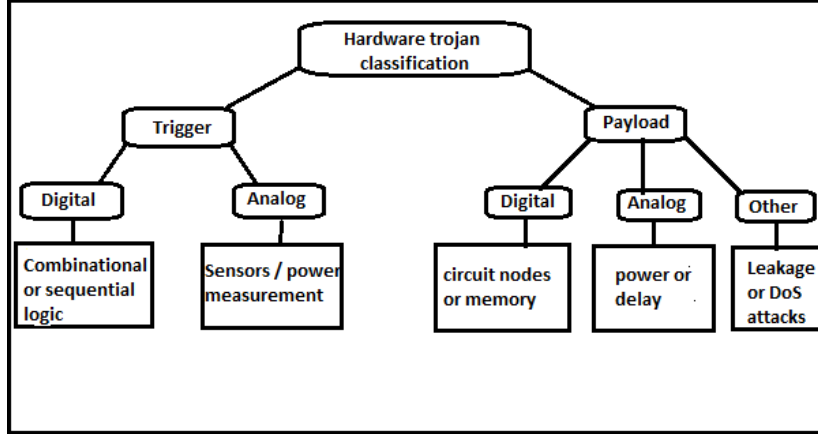 Hardware trojan
classification
Trigger
Payload
Digital
Analog
Digital
Analog
Other
Combinational
or sequential
logic
Sensors / power
measurement
circuit nodes
or memory
power or
delay
Leakage
or DoS
attacks